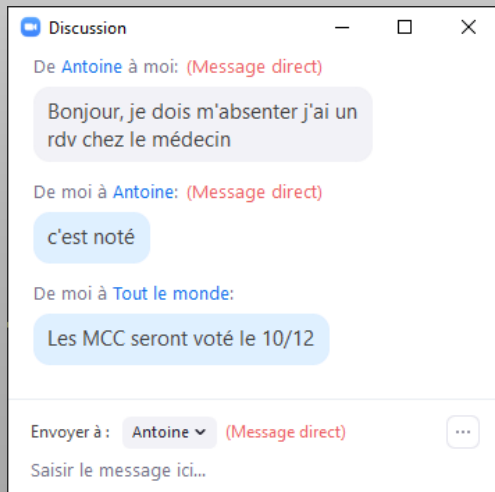 Discussion
De Antoine à moi: (Message direct)
Bonjour, je dois m'absenter j'ai un
rdv chez le médecin
De moi à Antoine: (Message direct)
c'est noté
De moi à Tout le monde:
Les MCC seront voté le 10/12
Envoyer à : Antoine (Message direct)
Saisir le message ici...